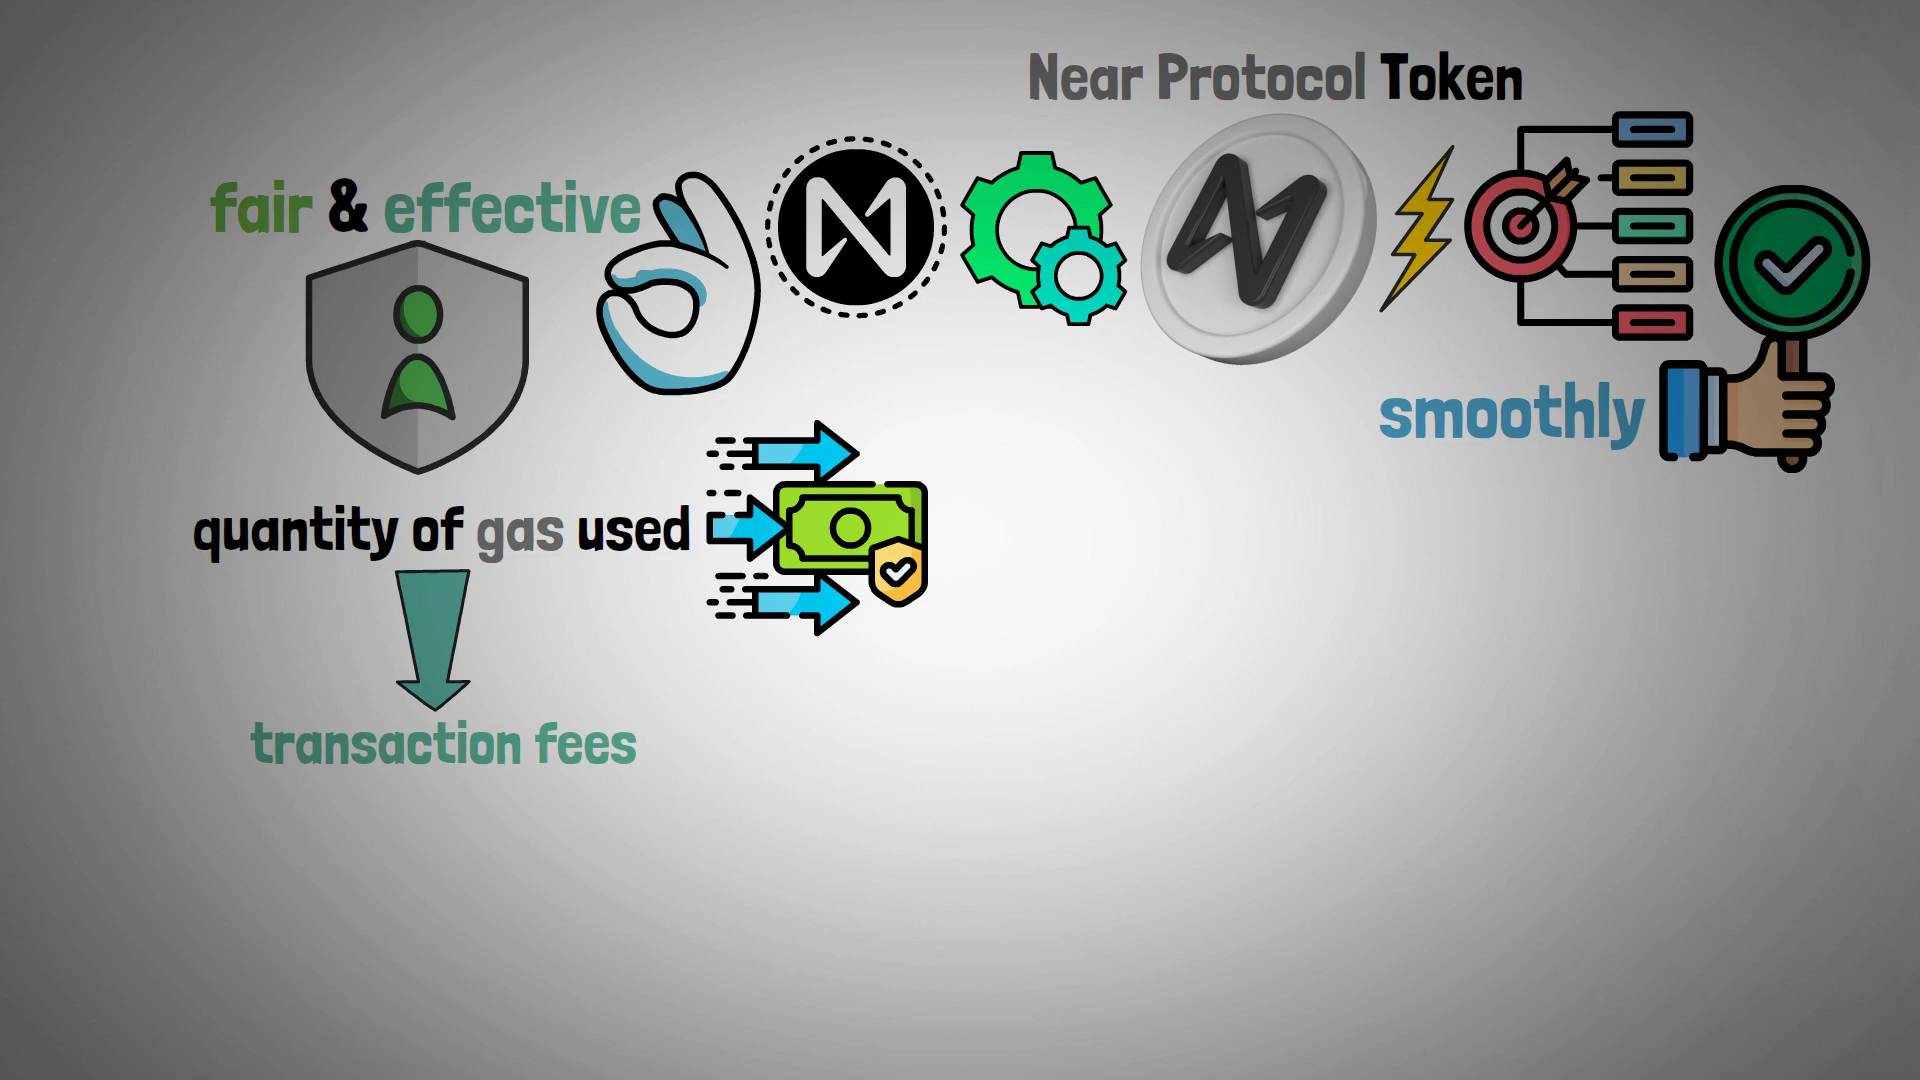 Near Protocol Token
fair & effective
smoothly
quantity of gas used
transaction fees